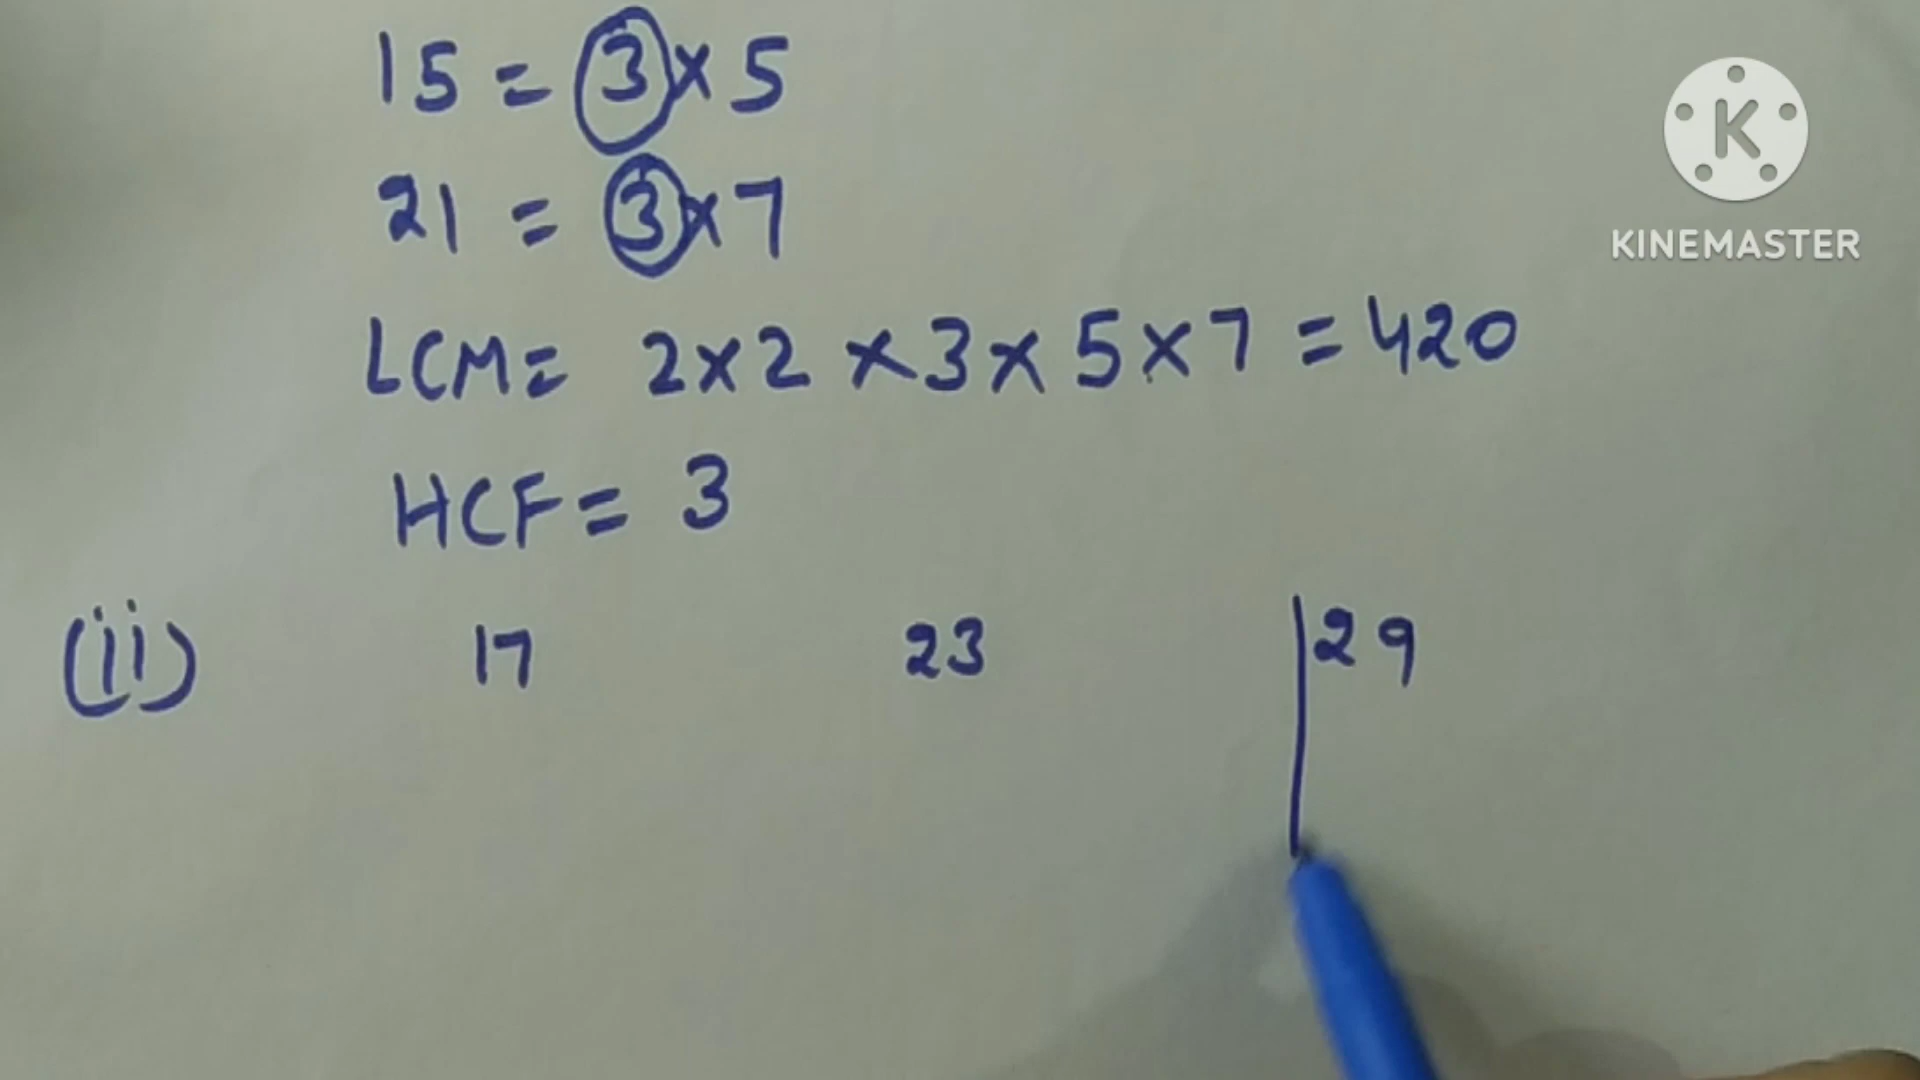 15 = 3 × 5
21 = 3 × 7
LCM = 2 × 2 × 3 × 5 × 7 = 420
HCF = 3
(ii) 17 23 29
K
KINEMASTER